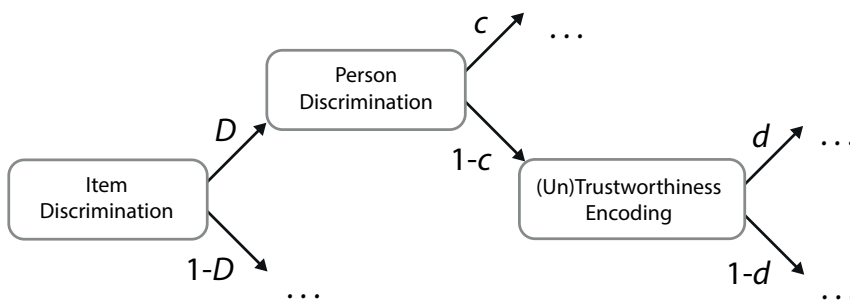 c
...
Person
Discrimination
D
1-c
d
...
Item
Discrimination
(Un)Trustworthiness
Encoding
1-D
...
1-d
...